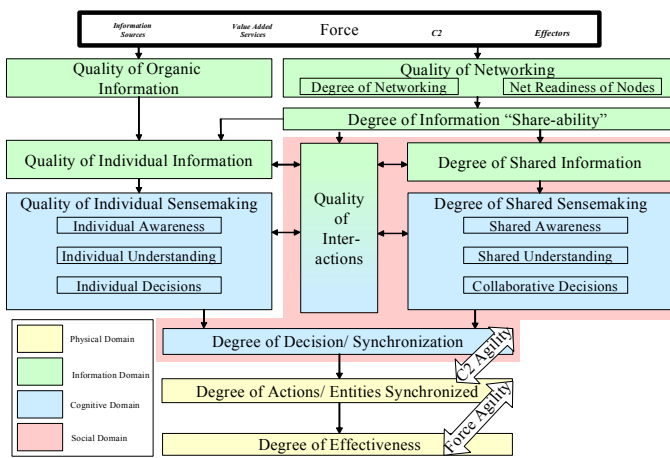 Information
Sources
Value Added
Services
Force
C2
Effectors
Quality of Organic
Information
Quality of Networking
Degree of Networking
Net Readiness of Nodes
Degree of Information “Share-ability”
Quality of Individual Information
Degree of Shared Information
Quality of Individual Sensemaking
Individual Awareness
Individual Understanding
Individual Decisions
Quality
of
Inter-
actions
Degree of Shared Sensemaking
Shared Awareness
Shared Understanding
Collaborative Decisions
Physical Domain
Information Domain
Cognitive Domain
Social Domain
Degree of Decision/ Synchronization
C2 Agility
Degree of Actions/ Entities Synchronized
Force Agility
Degree of Effectiveness